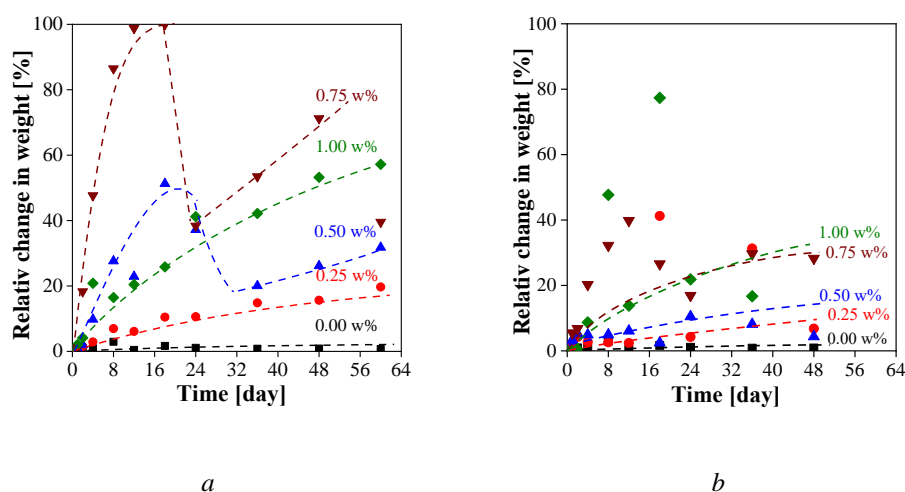 Relativ change in weight [%]
100
80
60
40
20
0
0.75 w%
1.00 w%
0.50 w%
0.25 w%
0.00 w%
0 8 16 24 32 40 48 56 64
Time [day]
a
Relativ change in weight [%]
100
80
60
40
20
0
1.00 w%
0.75 w%
0.50 w%
0.25 w%
0.00 w%
0 8 16 24 32 40 48 56 64
Time [day]
b